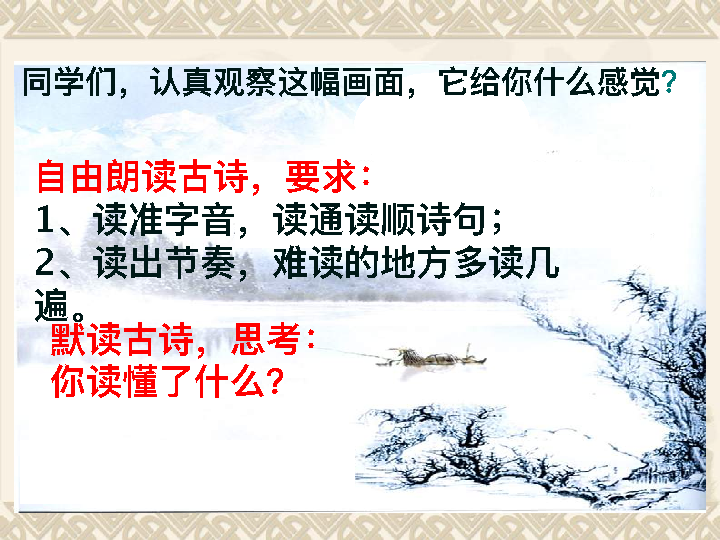 同学们，认真观察这幅画面，它给你什么感觉?
自由朗读古诗，要求：
1、读准字音，读通读顺诗句；
2、读出节奏，难读的地方多读几
遍。
默读古诗，思考：
你读懂了什么？